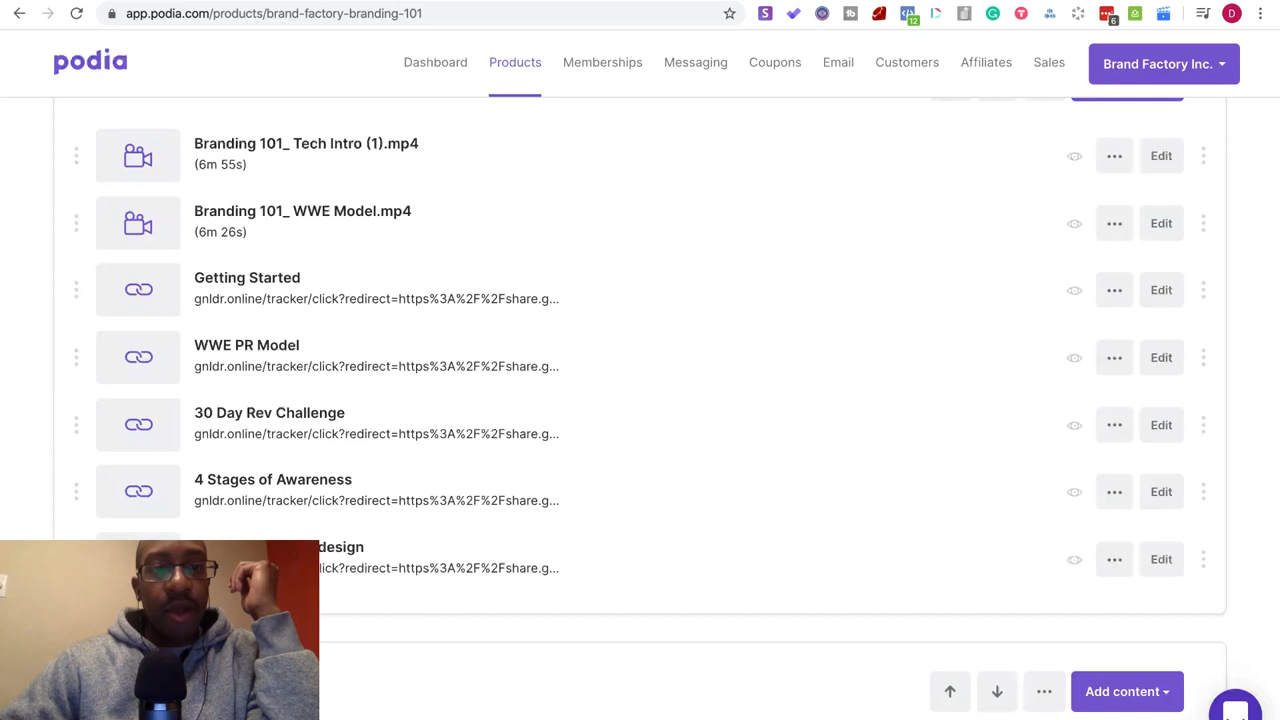 app.podia.com/products/brand-factory-branding-101
12
6
D
podia
Dashboard
Products
Memberships
Messaging
Coupons
Email
Customers
Affiliates
Sales
Brand Factory Inc.
Branding 101_ Tech Intro (1).mp4
(6m 55s)
Edit
Branding 101_ WWE Model.mp4
(6m 26s)
Edit
Getting Started
gnldr.online/tracker/click?redirect=https%3A%2F%2Fshare.g...
Edit
WWE PR Model
gnldr.online/tracker/click?redirect=https%3A%2F%2Fshare.g...
Edit
30 Day Rev Challenge
gnldr.online/tracker/click?redirect=https%3A%2F%2Fshare.g...
Edit
4 Stages of Awareness
gnldr.online/tracker/click?redirect=https%3A%2F%2Fshare.g...
Edit
design
lick?redirect=https%3A%2F%2Fshare.g...
Edit
Add content